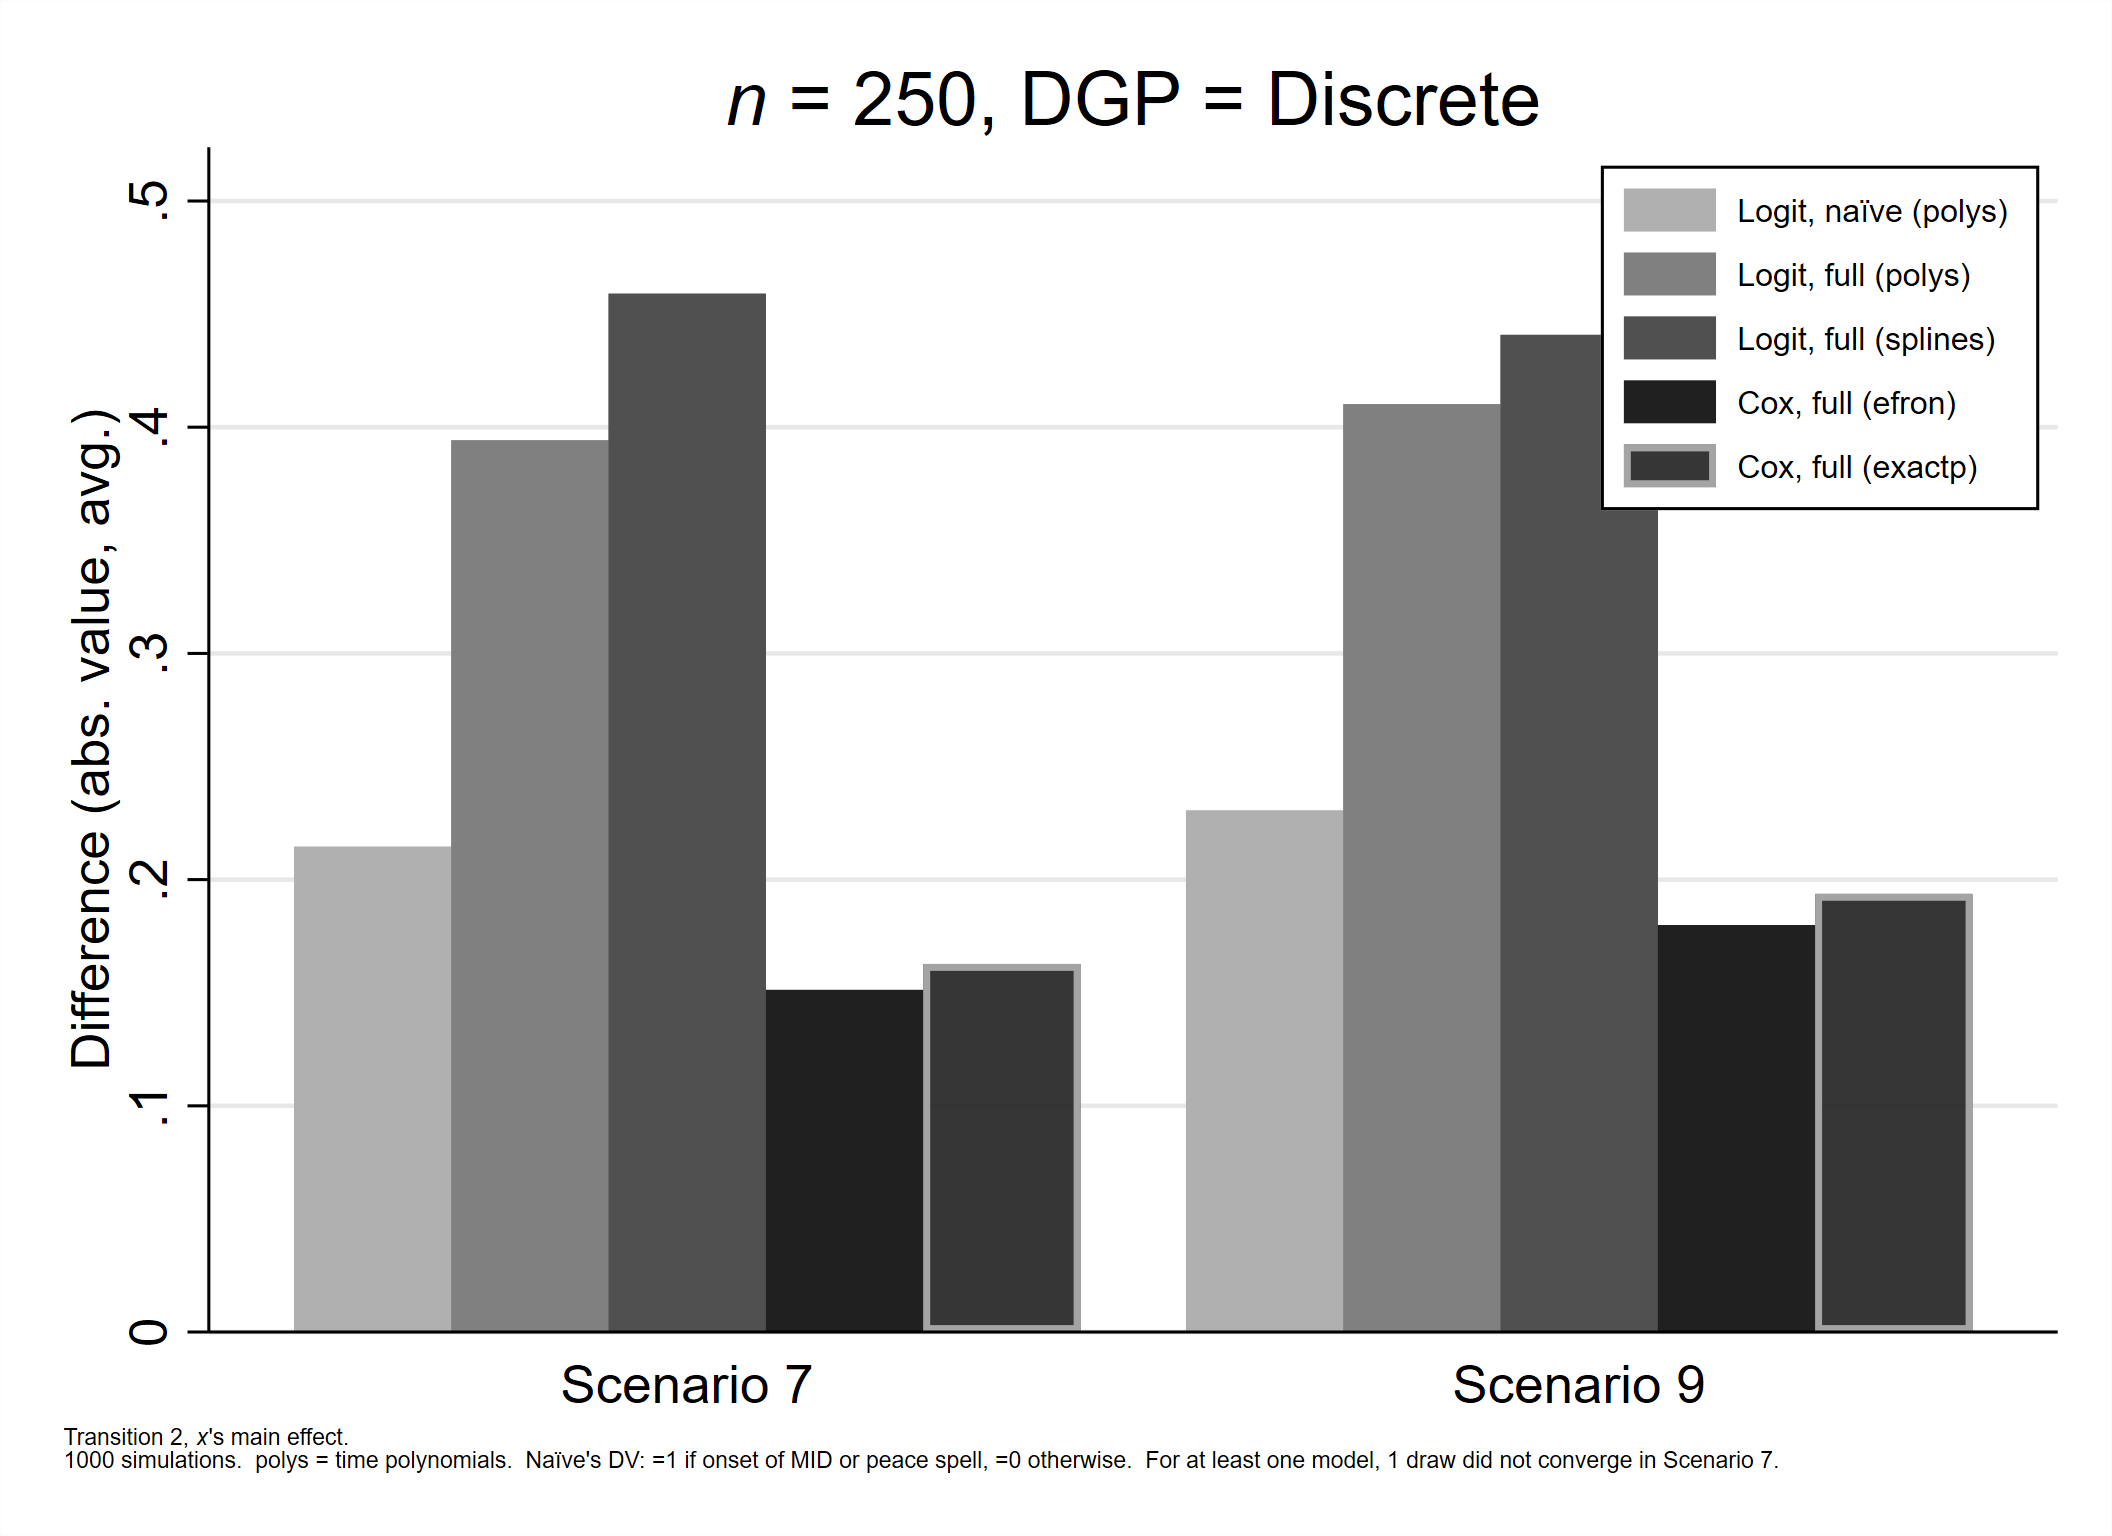 n = 250, DGP = Discrete
Difference (abs. value, avg.)
.5
.4
.3
.2
.1
0
Logit, naïve (polys)
Logit, full (polys)
Logit, full (splines)
Cox, full (efron)
Cox, full (exactp)
Scenario 7
Scenario 9
Transition 2, x's main effect.
1000 simulations.  polys = time polynomials.  Naïve's DV: =1 if onset of MID or peace spell, =0 otherwise.  For at least one model, 1 draw did not converge in Scenario 7.